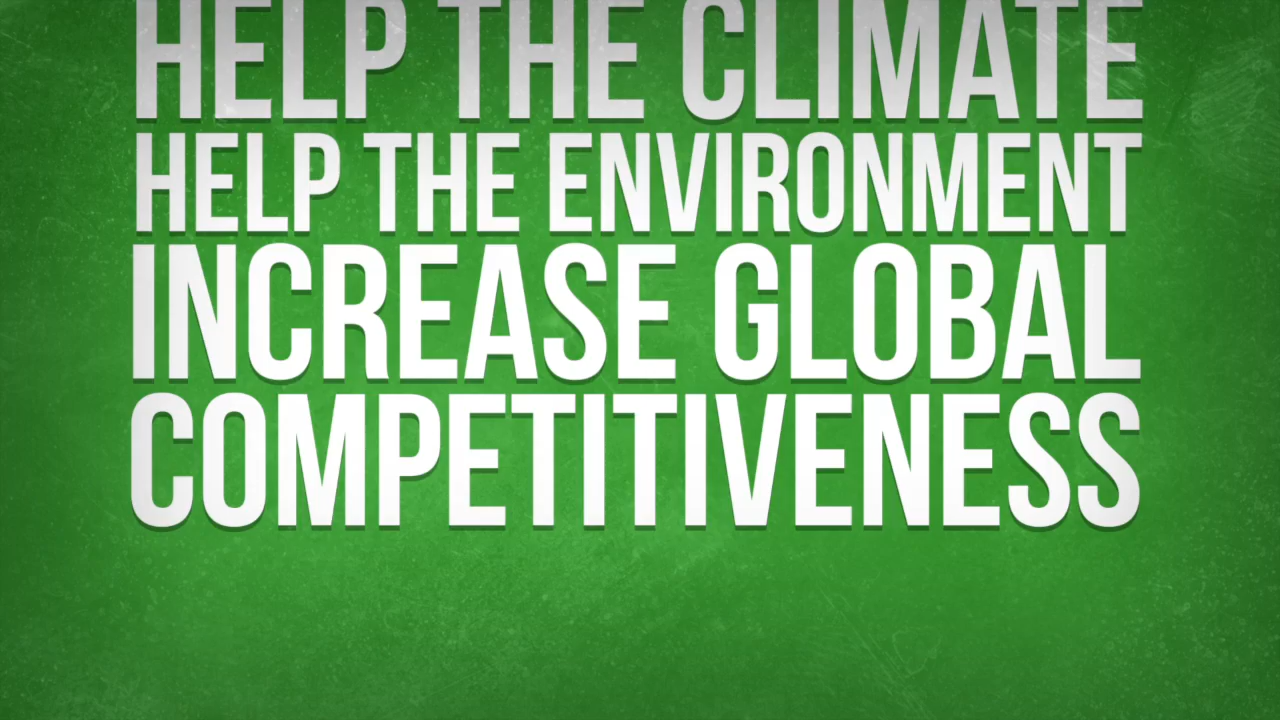 HELP THE CLIMATE
HELP THE ENVIRONMENT
INCREASE GLOBAL
COMPETITIVENESS